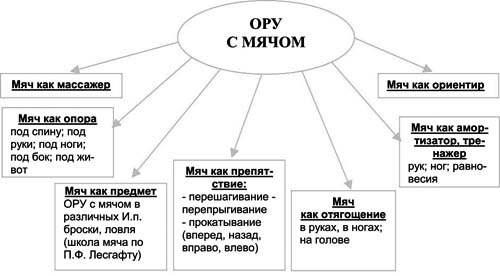 ОРУ
С МЯЧОМ
Мяч как массажер
Мяч как ориентир
Мяч как опора
под спину; под
руки; под ноги;
под бок; под жи-
вот
Мяч как амор-
тизатор, тре-
нажер
рук; ног; равно-
весия
Мяч как предмет
ОРУ с мячом в
различных И.п.
броски, ловля
(школа мяча по
П.Ф. Лесгафту)
Мяч как препят-
ствие:
- перешагивание -
перепрыгивание -
- прокатывание
(вперед, назад,
вправо, влево)
Мяч
как отягощение
в руках, в ногах;
на голове